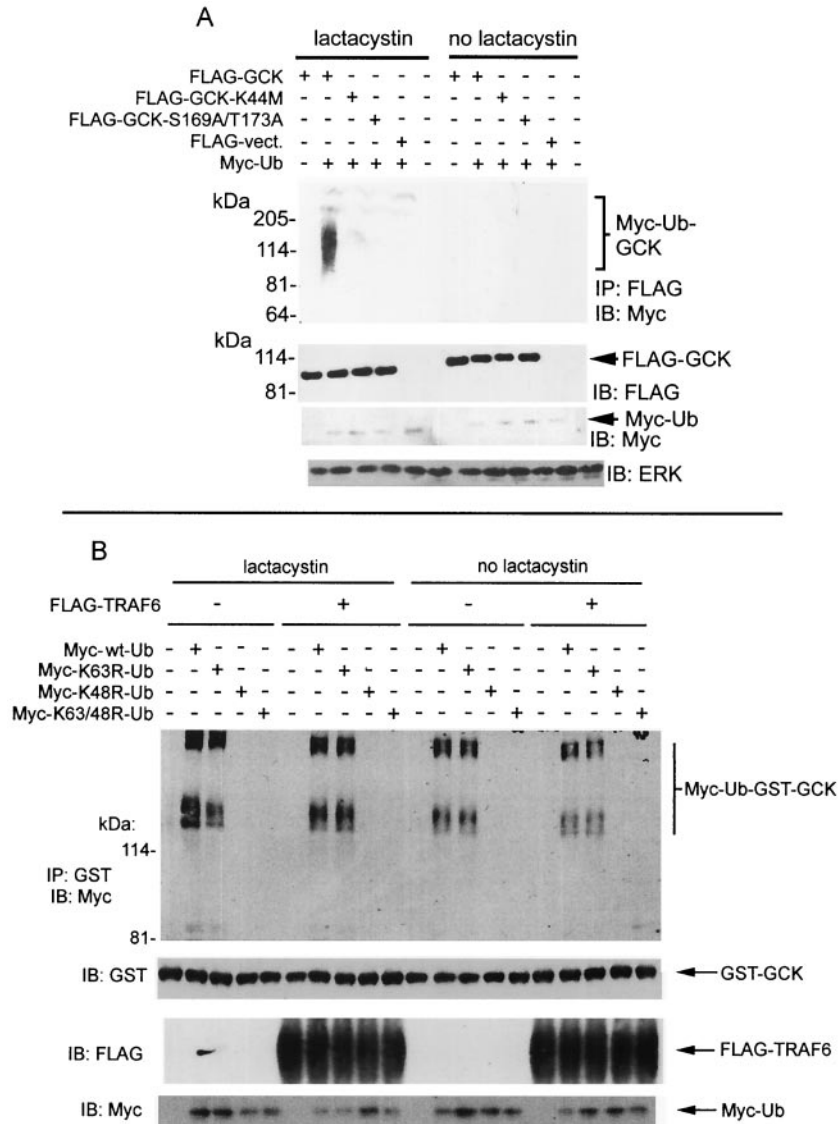 A
lactacystin no lactacystin
FLAG-GCK + + - - - - + + - - - -
FLAG-GCK-K44M - - + - - - - - + - - -
FLAG-GCK-S169A/T173A - - - + - - - - - + - -
FLAG-vect. - - - - + - - - - - + -
Myc-Ub - + + + + - - + + + + -
kDa
205-
114-
81-
64-
Myc-Ub-
GCK
IP: FLAG
IB: Myc
kDa
114-
81-
FLAG-GCK
IB: FLAG
Myc-Ub
IB: Myc
IB: ERK
B
lactacystin no lactacystin
FLAG-TRAF6 - + - +
Myc-wt-Ub - + - - - - + - - - - + - - - - + - - -
Myc-K63R-Ub - - + - - - - + - - - - + - - - - + - -
Myc-K48R-Ub - - - + - - - - + - - - - + - - - - + -
Myc-K63/48R-Ub - - - - + - - - - + - - - - + - - - - +
Myc-Ub-GST-GCK
kDa:
114-
IP: GST
IB: Myc
81-
IB: GST
GST-GCK
IB: FLAG
FLAG-TRAF6
IB: Myc
Myc-Ub